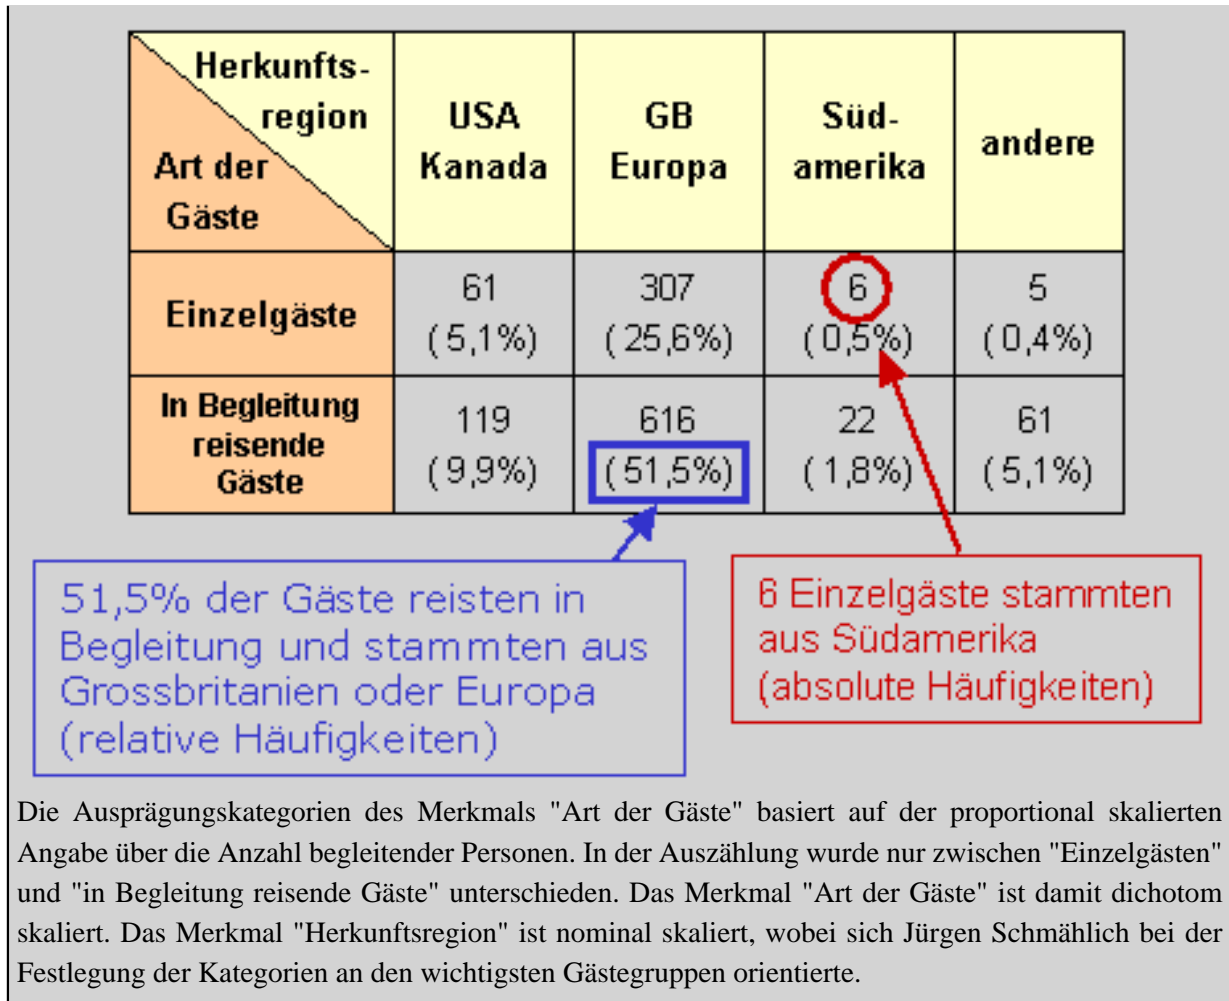 Herkunfts-
region
Art der
Gäste
USA
Kanada
GB
Europa
Süd-
amerika
andere
Einzelgäste
61
(5,1%)
307
(25,6%)
6
(0,5%)
5
(0,4%)
In Begleitung
reisende
Gäste
119
(9,9%)
616
(51,5%)
22
(1,8%)
61
(5,1%)
51,5% der Gäste reisten in
Begleitung und stammten aus
Grossbritanien oder Europa
(relative Häufigkeiten)
6 Einzelgäste stammten
aus Südamerika
(absolute Häufigkeiten)
Die Ausprägungskategorien des Merkmals "Art der Gäste" basiert auf der proportional skalierten
Angabe über die Anzahl begleitender Personen. In der Auszählung wurde nur zwischen "Einzelgästen"
und "in Begleitung reisende Gäste" unterschieden. Das Merkmal "Art der Gäste" ist damit dichotom
skaliert. Das Merkmal "Herkunftsregion" ist nominal skaliert, wobei sich Jürgen Schmählich bei der
Festlegung der Kategorien an den wichtigsten Gästegruppen orientierte.